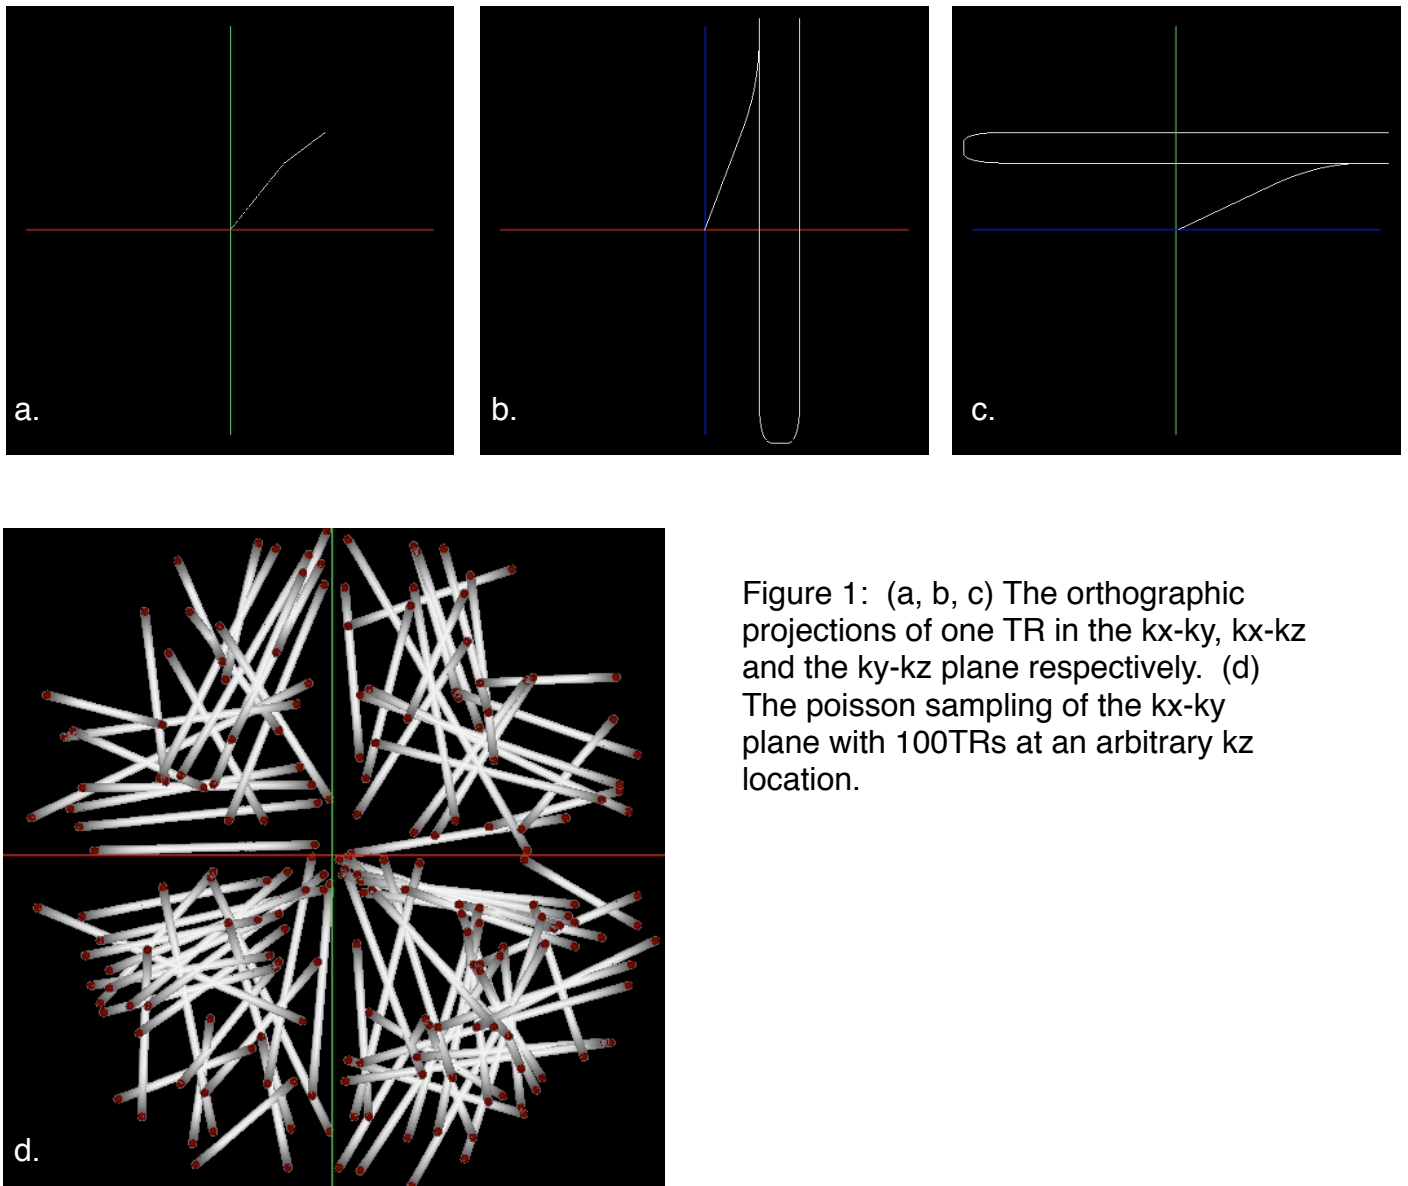 a.
b.
c.
d.
Figure 1:  (a, b, c) The orthographic
projections of one TR in the kx-ky, kx-kz
and the ky-kz plane respectively.  (d)
The poisson sampling of the kx-ky
plane with 100TRs at an arbitrary kz
location.